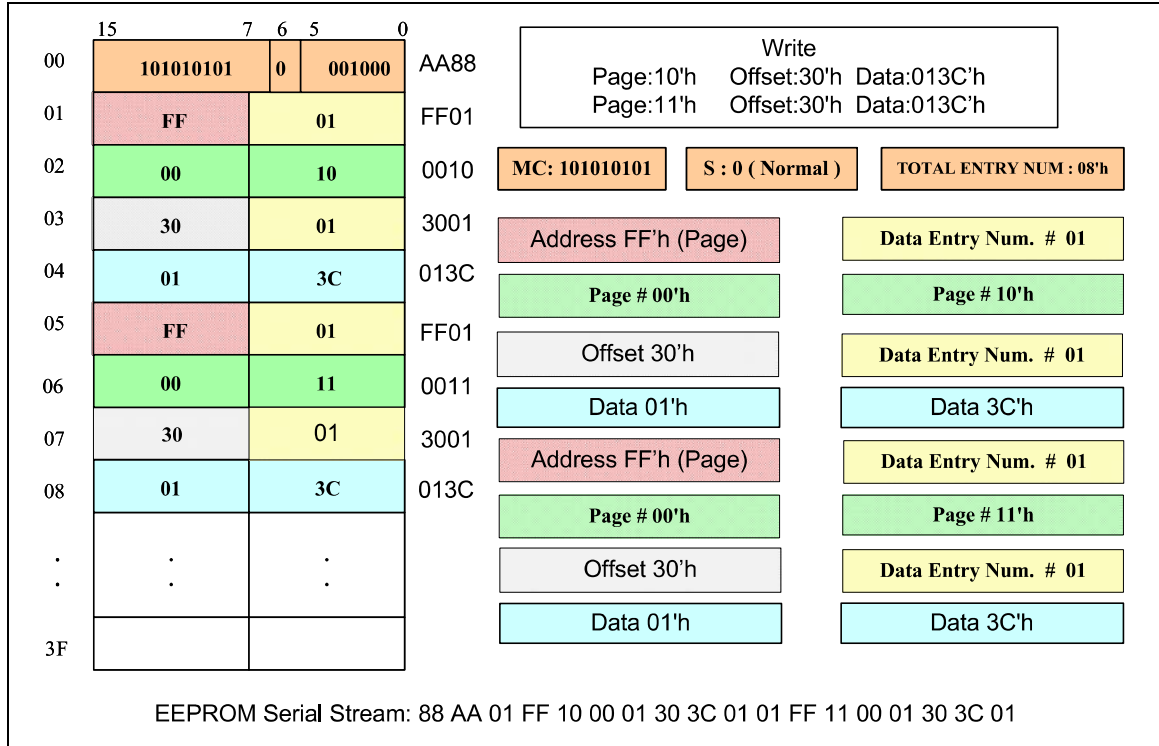 15 7 6 5 0
00 101010101 0 001000 AA88
01 FF 01 FF01
02 00 10 0010
03 30 01 3001
04 01 3C 013C
05 FF 01 FF01
06 00 11 0011
07 30 01 3001
08 01 3C 013C
. . .
. . .
3F
Write
Page:10'h Offset:30'h Data:013C'h
Page:11'h Offset:30'h Data:013C'h
MC: 101010101 S : 0 ( Normal ) TOTAL ENTRY NUM : 08'h
Address FF'h (Page) Data Entry Num. # 01
Page # 00'h Page # 10'h
Offset 30'h Data Entry Num. # 01
Data 01'h Data 3C'h
Address FF'h (Page) Data Entry Num. # 01
Page # 00'h Page # 11'h
Offset 30'h Data Entry Num. # 01
Data 01'h Data 3C'h
EEPROM Serial Stream: 88 AA 01 FF 10 00 01 30 3C 01 01 FF 11 00 01 30 3C 01